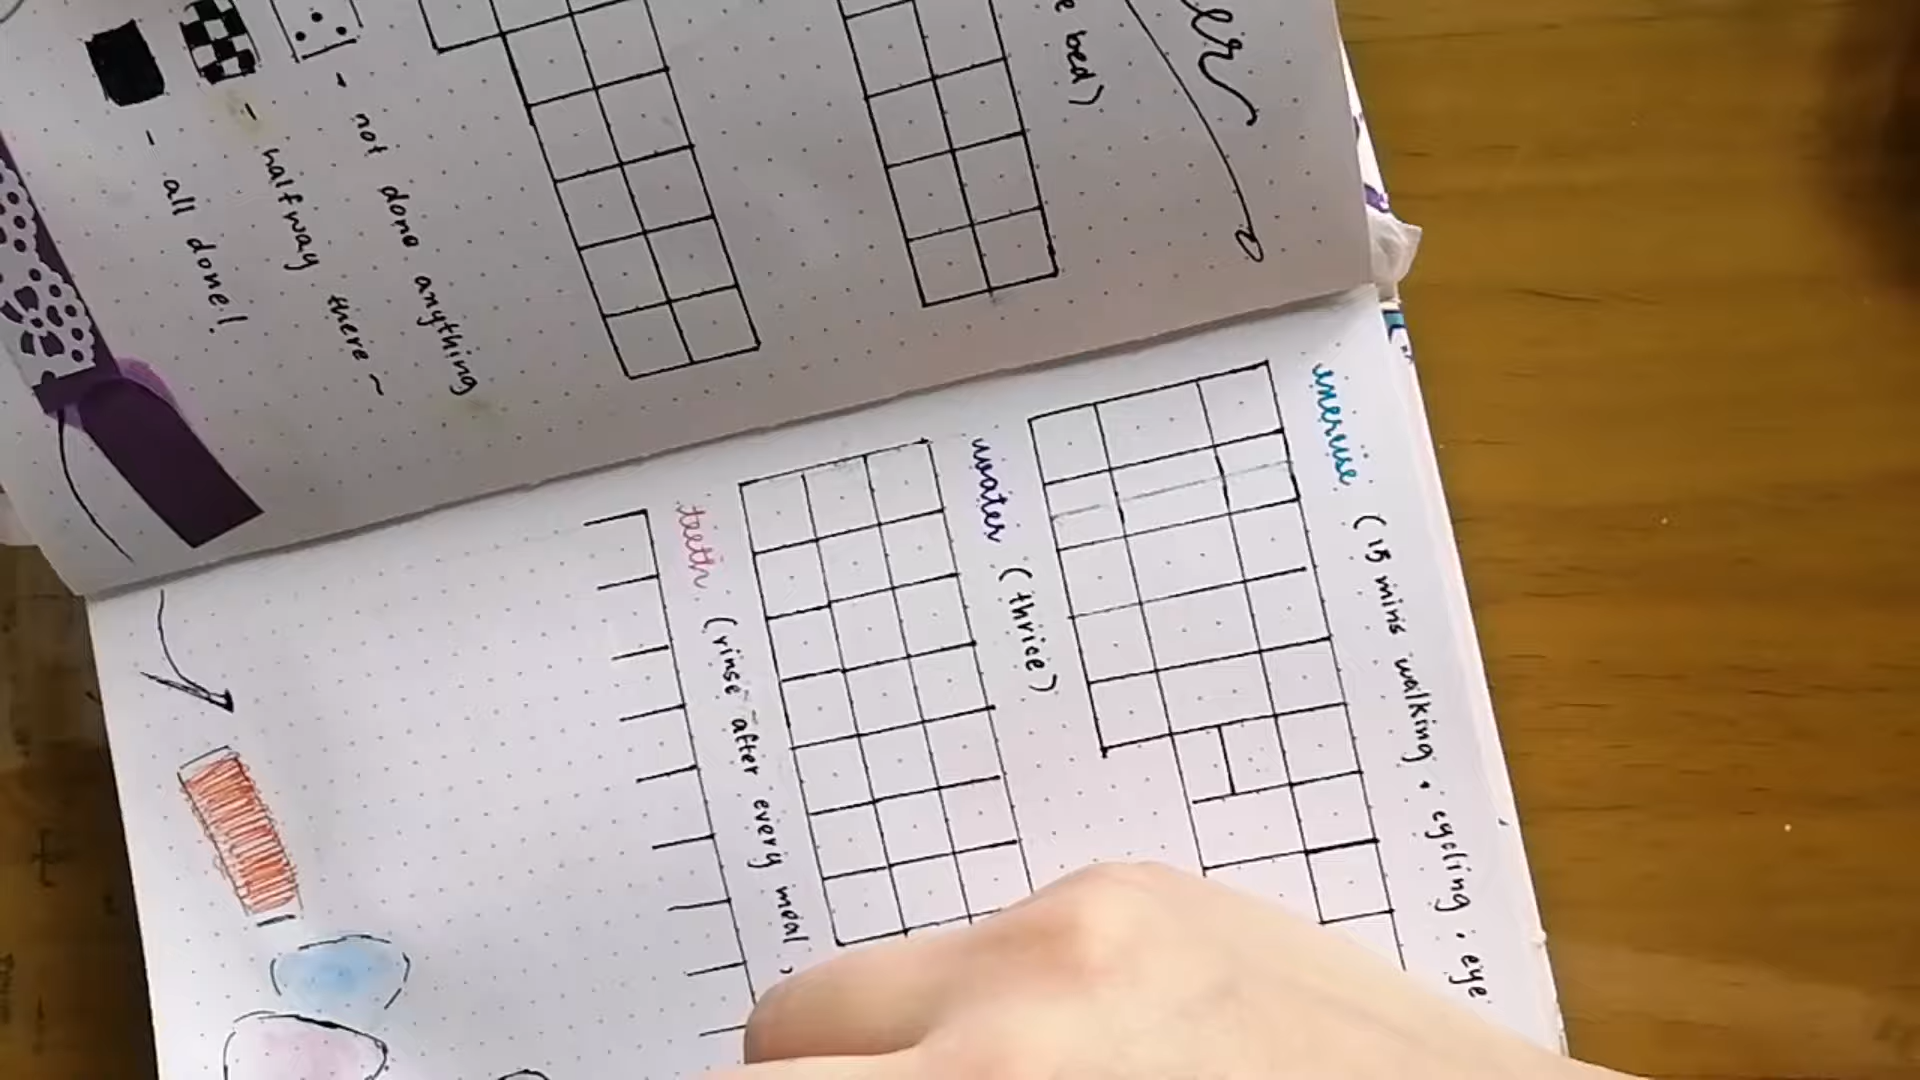 er
e bed)
- not done anything
- halfway there ~
- all done!
exercise (15 mins walking . cycling . eye
water (thrice)
teeth (rinse after every meal,